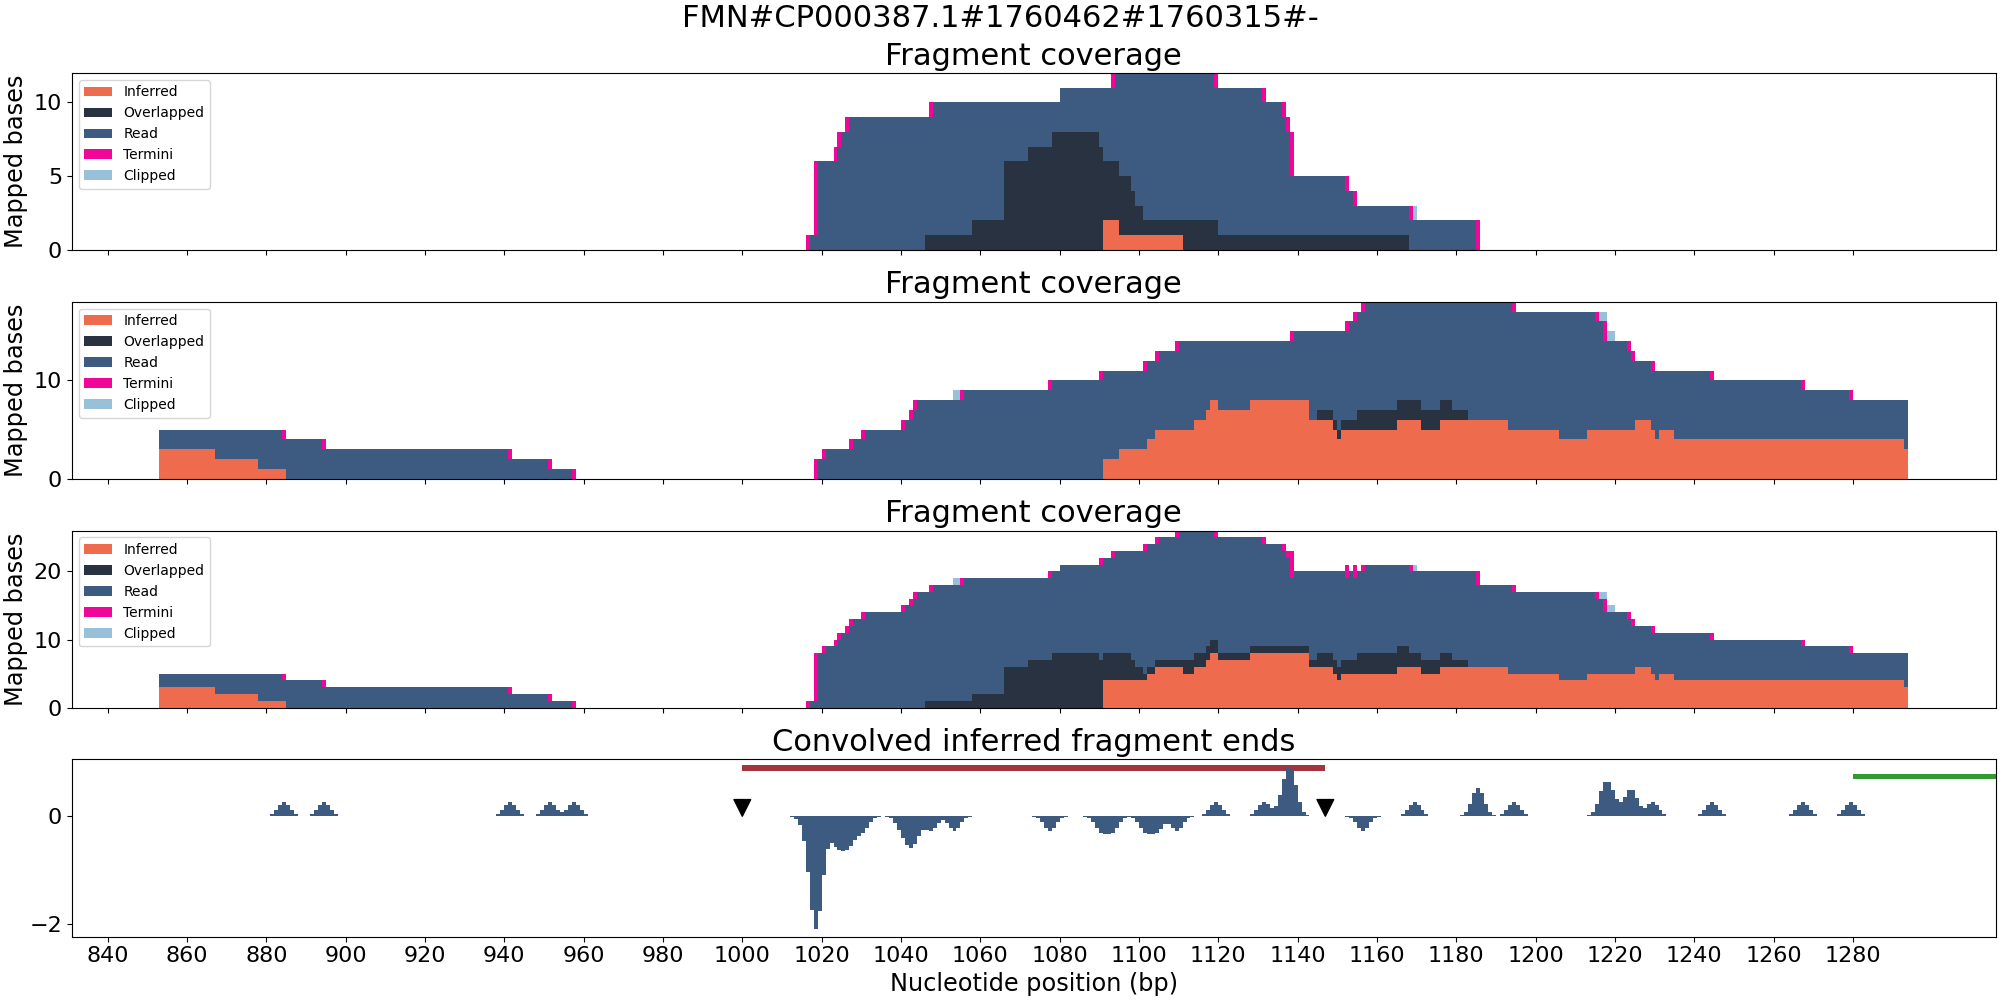 FMN#CP000387.1#1760462#1760315#-
Fragment coverage
Mapped bases
10
5
0
Inferred
Overlapped
Read
Termini
Clipped
Fragment coverage
Mapped bases
10
0
Inferred
Overlapped
Read
Termini
Clipped
Fragment coverage
Mapped bases
20
10
0
Inferred
Overlapped
Read
Termini
Clipped
Convolved inferred fragment ends
0
−2
840 860 880 900 920 940 960 980 1000 1020 1040 1060 1080 1100 1120 1140 1160 1180 1200 1220 1240 1260 1280
Nucleotide position (bp)